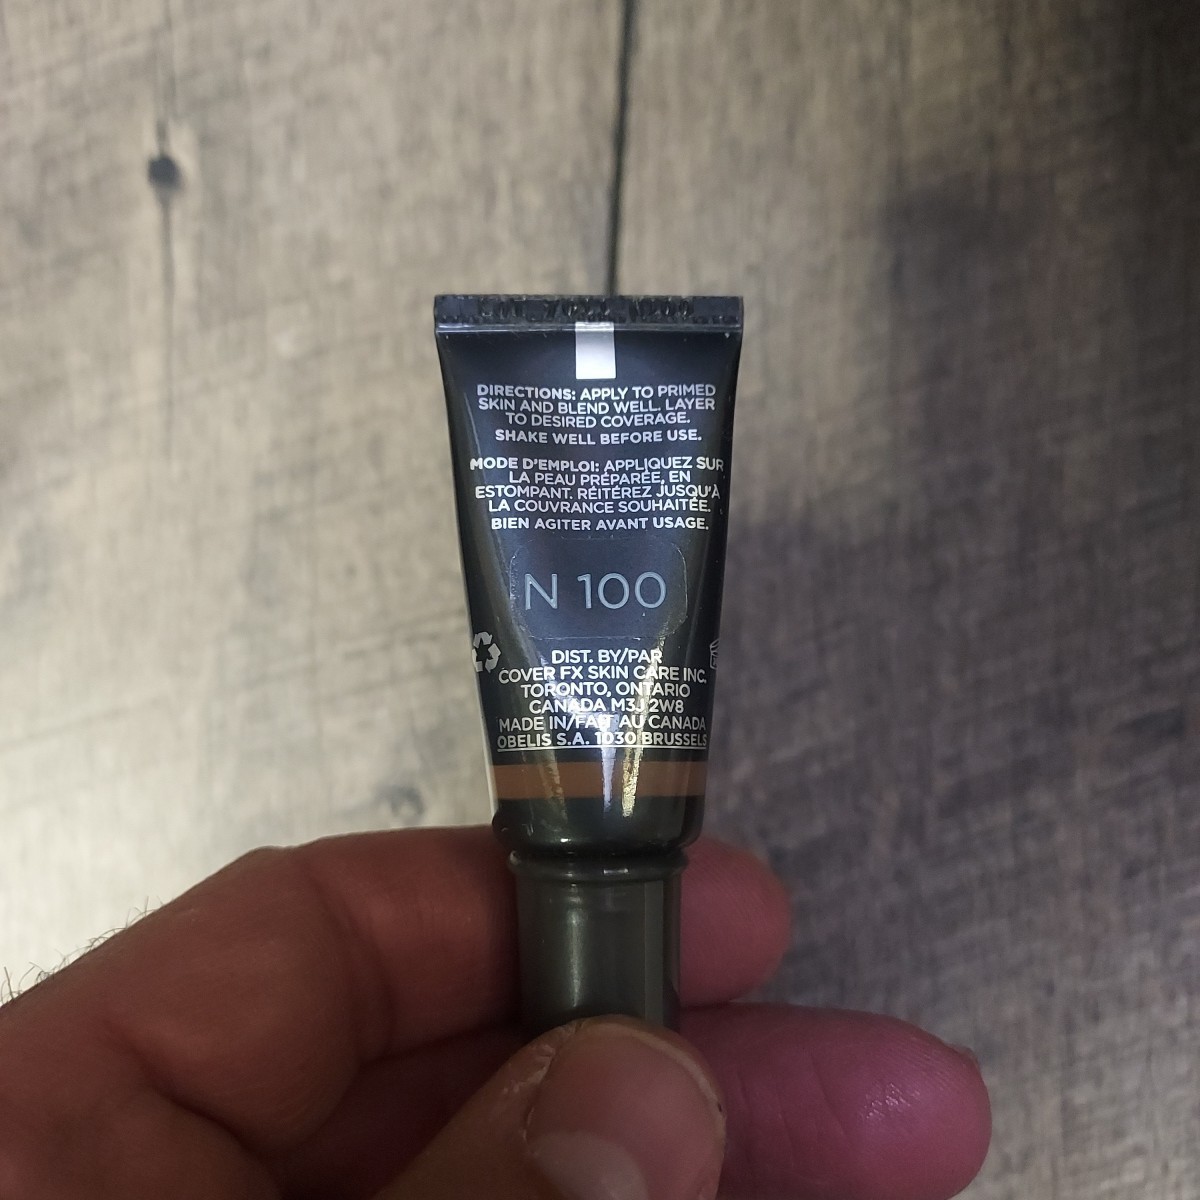 DIRECTIONS: APPLY TO PRIMED
SKIN AND BLEND WELL. LAYER
TO DESIRED COVERAGE.
SHAKE WELL BEFORE USE.
MODE D'EMPLOI: APPLIQUEZ SUR
LA PEAU PRÉPARÉE, EN
ESTOMPANT. RÉITÉREZ JUSQU'À
LA COUVRANCE SOUHAITÉE.
BIEN AGITER AVANT USAGE.
N 100
DIST. BY/PAR
COVER FX SKIN CARE INC.
TORONTO, ONTARIO
CANADA M3J 2W8
MADE IN/FAIT AU CANADA
OBELIS S.A. 1030 BRUSSELS